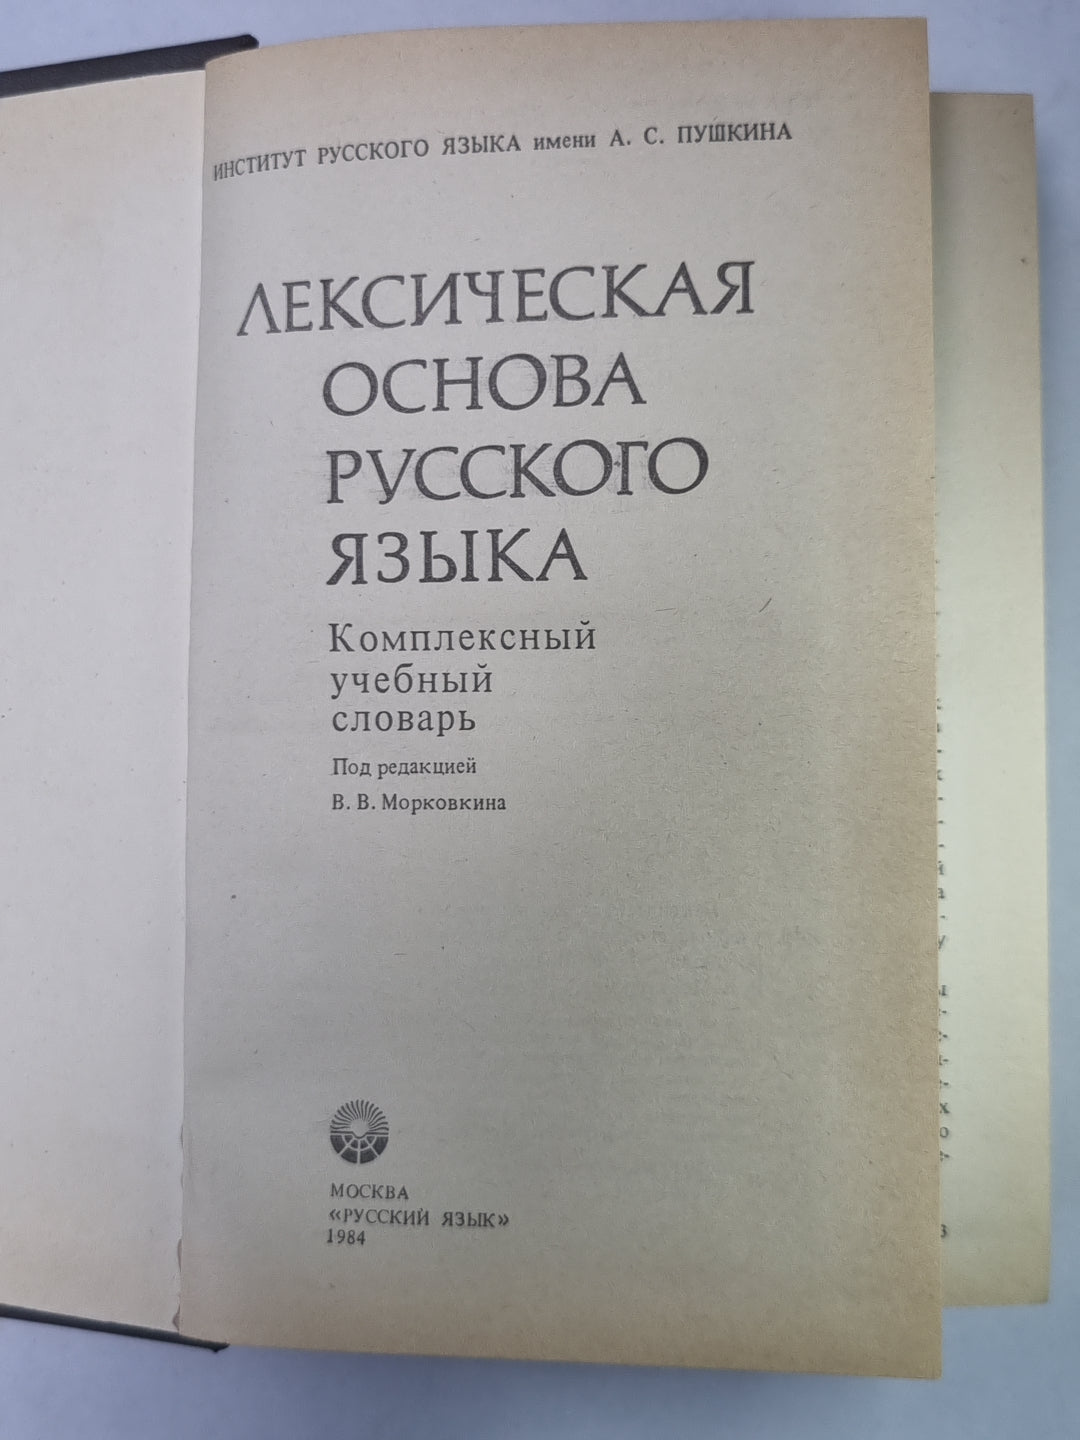 ИНСТИТУТ РУССКОГО ЯЗЫКА имени А. С. ПУШКИНА
ЛЕКСИЧЕСКАЯ
ОСНОВА
РУССКОГО
ЯЗЫКА
Комплексный
учебный
словарь
Под редакцией
В. В. Морковкина
МОСКВА
«РУССКИЙ ЯЗЫК»
1984